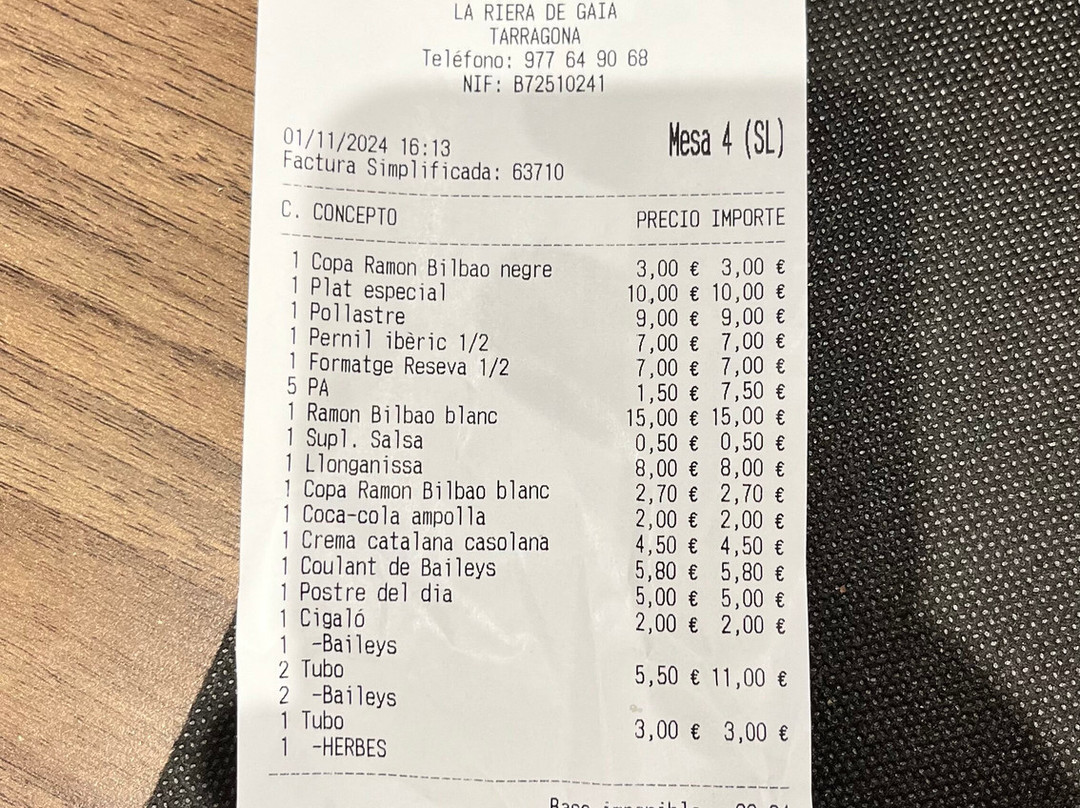 LA RIERA DE GAIA
TARRAGONA
Teléfono: 977 64 90 68
NIF: B72510241
01/11/2024 16:13 Mesa 4 (SL)
Factura Simplificada: 63710
C. CONCEPTO PRECIO IMPORTE
1 Copa Ramon Bilbao negre 3,00 € 3,00 €
1 Plat especial 10,00 € 10,00 €
1 Pollastre 9,00 € 9,00 €
1 Pernil ibèric 1/2 7,00 € 7,00 €
1 Formatge Reseva 1/2 7,00 € 7,00 €
5 PA 1,50 € 7,50 €
1 Ramon Bilbao blanc 15,00 € 15,00 €
1 Supl. Salsa 0,50 € 0,50 €
1 Llonganissa 8,00 € 8,00 €
1 Copa Ramon Bilbao blanc 2,70 € 2,70 €
1 Coca-cola ampolla 2,00 € 2,00 €
1 Crema catalana casolana 4,50 € 4,50 €
1 Coulant de Baileys 5,80 € 5,80 €
1 Postre del dia 5,00 € 5,00 €
1 Cigaló 2,00 € 2,00 €
1 -Baileys
2 Tubo 5,50 € 11,00 €
2 -Baileys
1 Tubo 3,00 € 3,00 €
1 -HERBES